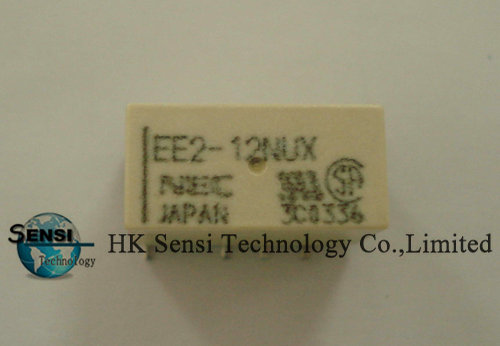 EE2-12NUX
NEC
JAPAN
3C0336
SENSI
Technology
HK Sensi Technology Co.,Limited